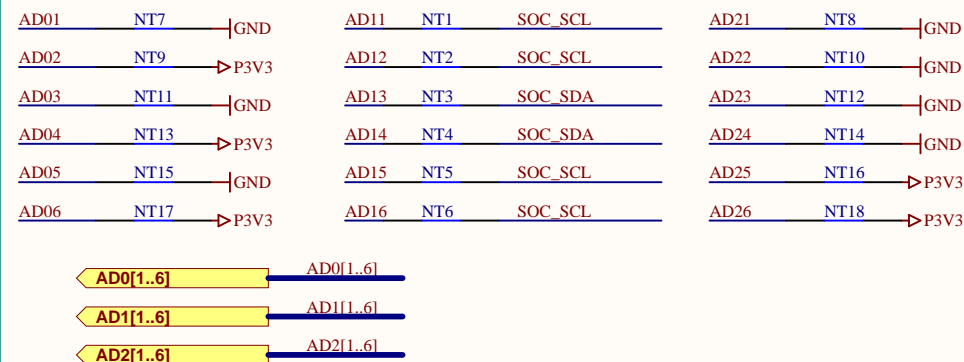 AD01 NT7 GND AD11 NT1 SOC_SCL AD21 NT8 GND
AD02 NT9 P3V3 AD12 NT2 SOC_SCL AD22 NT10 GND
AD03 NT11 GND AD13 NT3 SOC_SDA AD23 NT12 GND
AD04 NT13 P3V3 AD14 NT4 SOC_SDA AD24 NT14 GND
AD05 NT15 GND AD15 NT5 SOC_SCL AD25 NT16 P3V3
AD06 NT17 P3V3 AD16 NT6 SOC_SCL AD26 NT18 P3V3
AD0[1..6] AD0[1..6]
AD1[1..6] AD1[1..6]
AD2[1..6] AD2[1..6]